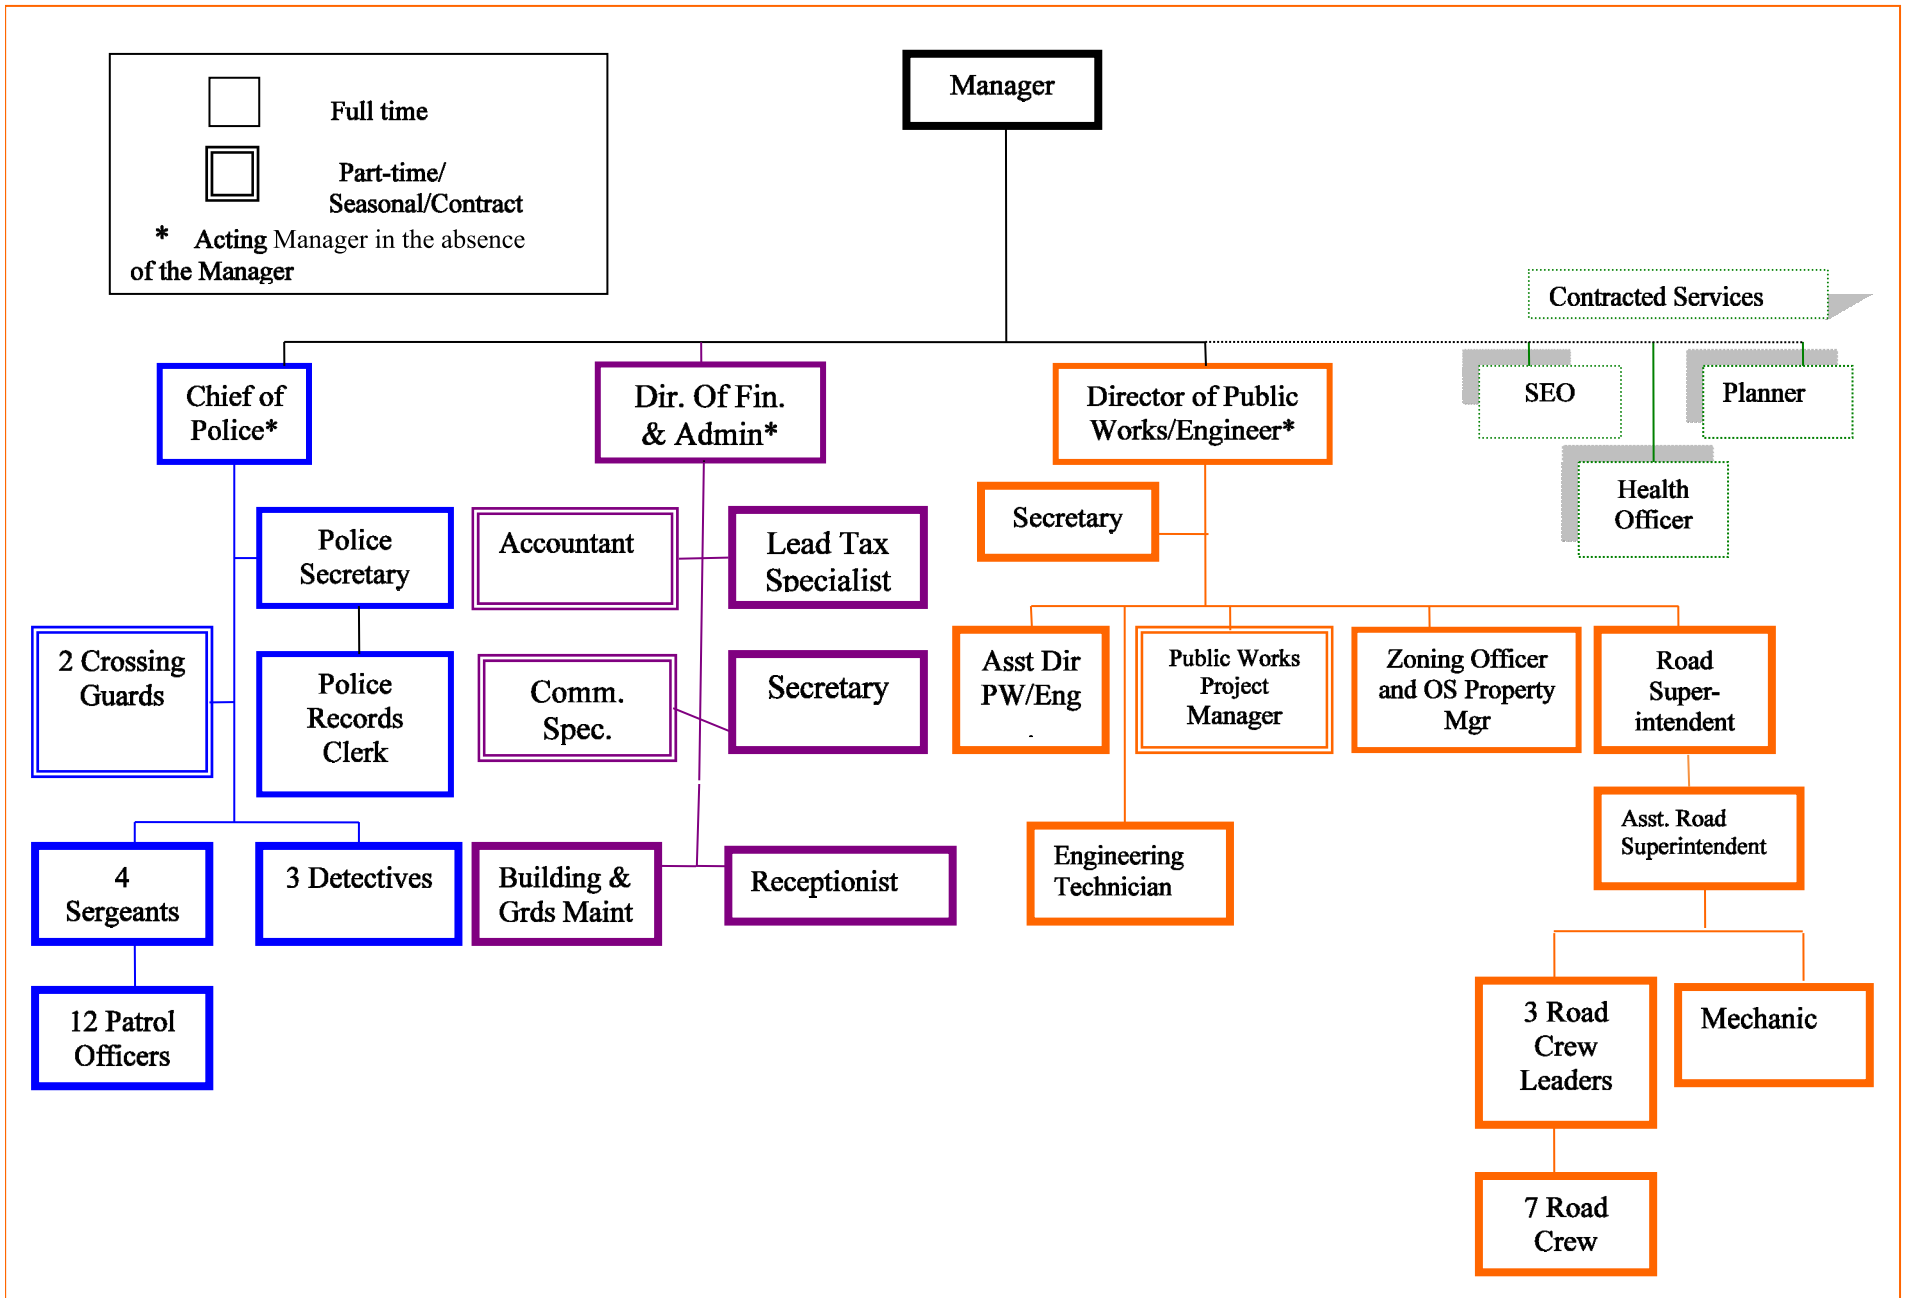 Manager
Full time
Part-time/
Seasonal/Contract
* Acting Manager in the absence
of the Manager
Contracted Services
Chief of
Police*
Dir. Of Fin.
& Admin*
Director of Public
Works/Engineer*
SEO
Planner
Health
Officer
Secretary
Police
Secretary
Accountant
Lead Tax
Specialist
2 Crossing
Guards
Police
Records
Clerk
Comm.
Spec.
Secretary
Asst Dir
PW/Eng
.
Public Works
Project
Manager
Zoning Officer
and OS Property
Mgr
Road
Super-
intendent
Asst. Road
Superintendent
4
Sergeants
3 Detectives
Building &
Grds Maint
Receptionist
Engineering
Technician
12 Patrol
Officers
3 Road
Crew
Leaders
Mechanic
7 Road
Crew